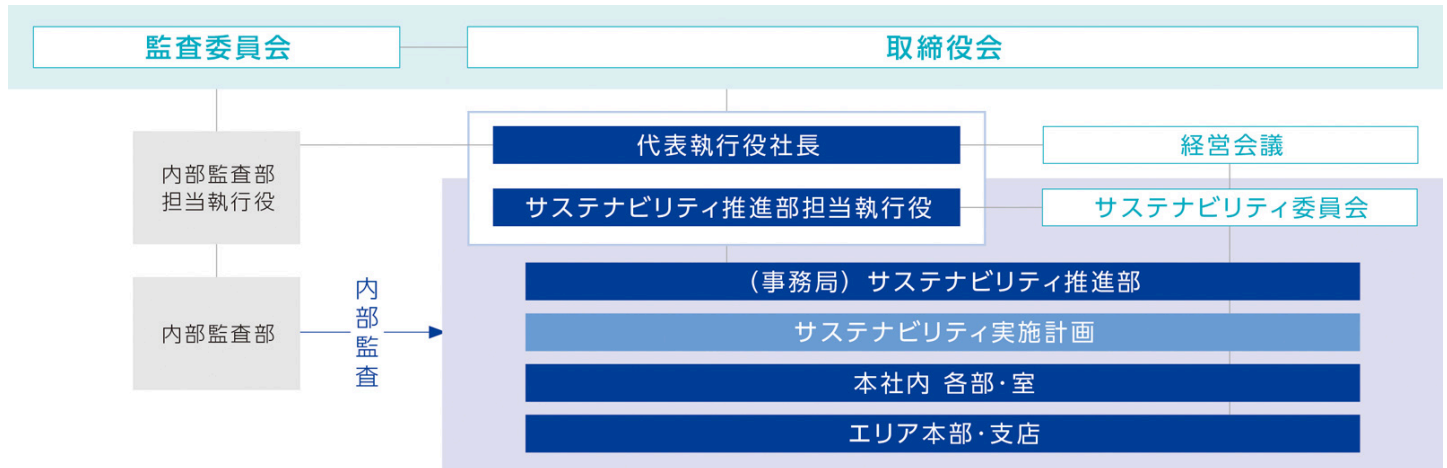 監査委員会
取締役会
内部監査部
担当執行役
代表執行役社長
経営会議
サステナビリティ推進部担当執行役
サステナビリティ委員会
内部監査部
内部監査
（事務局）サステナビリティ推進部
サステナビリティ実施計画
本社内 各部・室
エリア本部・支店